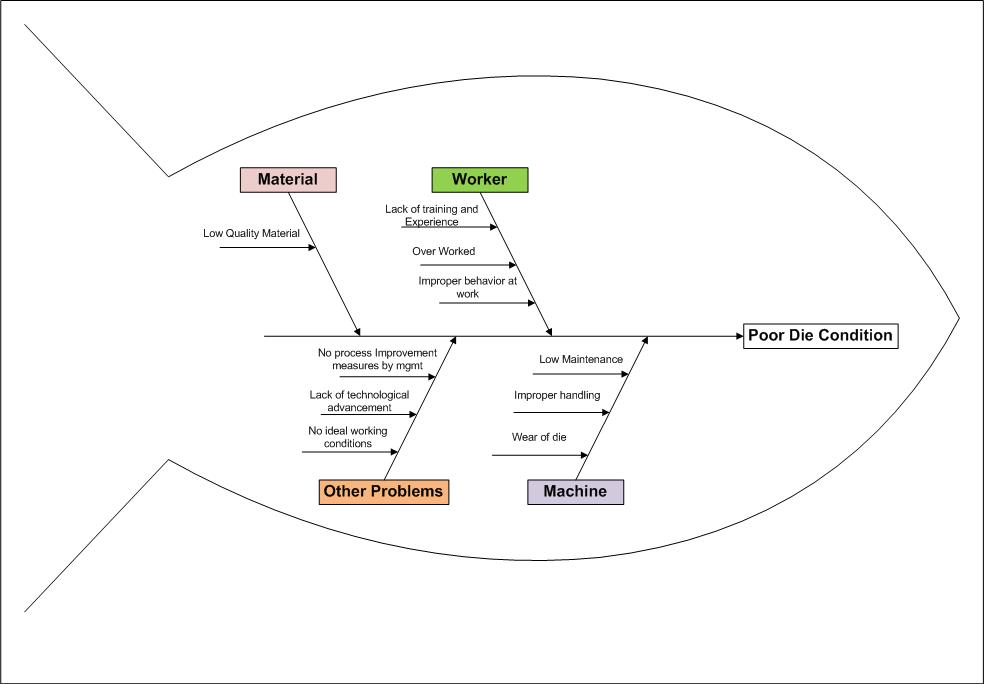 Material
Worker
Low Quality Material
Lack of training and
Experience
Over Worked
Improper behavior at
work
Poor Die Condition
No process Improvement
measures by mgmt
Lack of technological
advancement
No ideal working
conditions
Low Maintenance
Improper handling
Wear of die
Other Problems
Machine